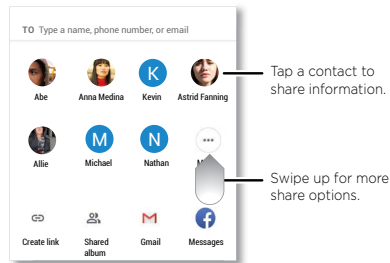 TO Type a name, phone number, or email
K
Abe Anna Medina Kevin Astrid Fanning
Tap a contact to
share information.
M N
Allie Michael Nathan
Swipe up for more
share options.
Create link Shared album Gmail Messages